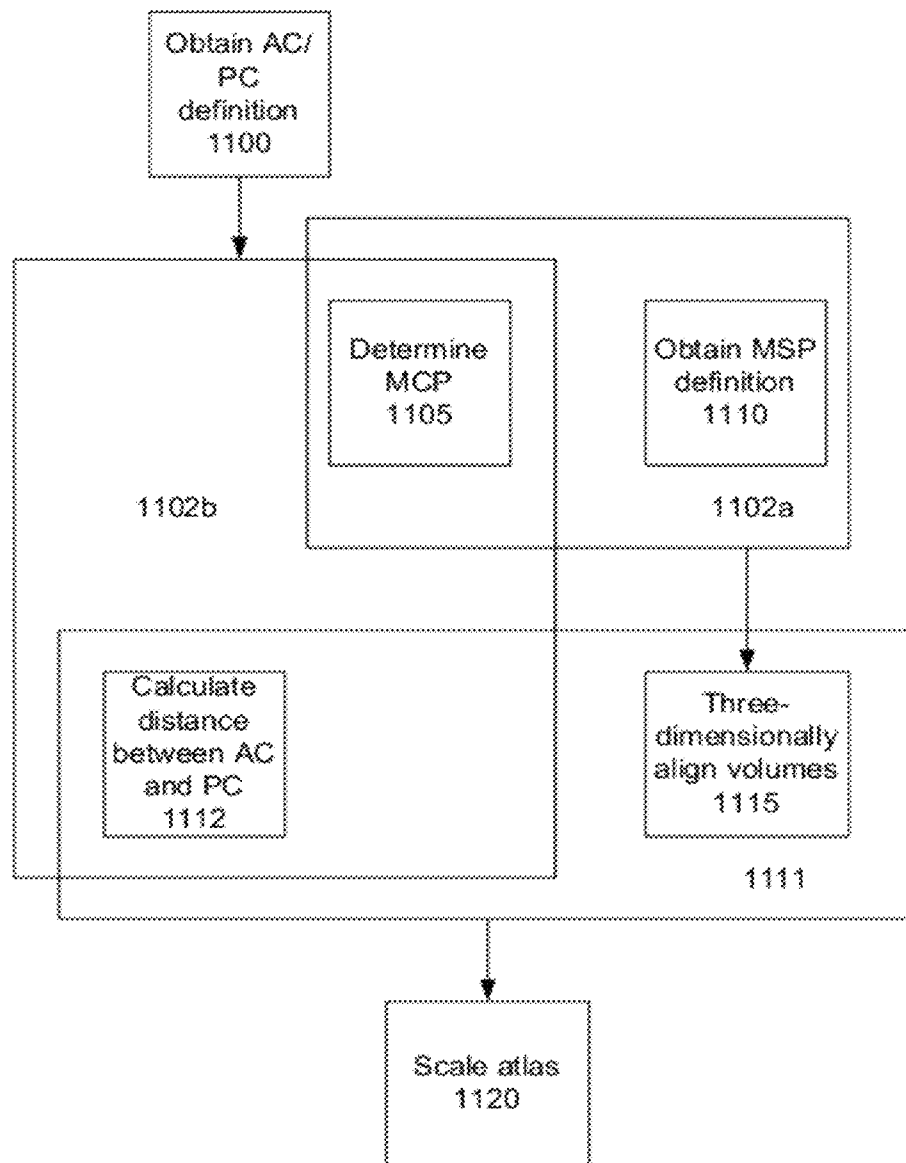 Obtain AC/
PC
definition
1100
Determine
MCP
1105
Obtain MSP
definition
1110
1102b
1102a
Calculate
distance
between AC
and PC
1112
Three-
dimensionally
align volumes
1115
1111
Scale atlas
1120